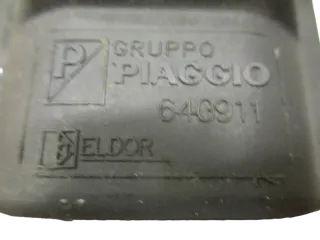 P GRUPPO
PIAGGIO
640911
ELDOR